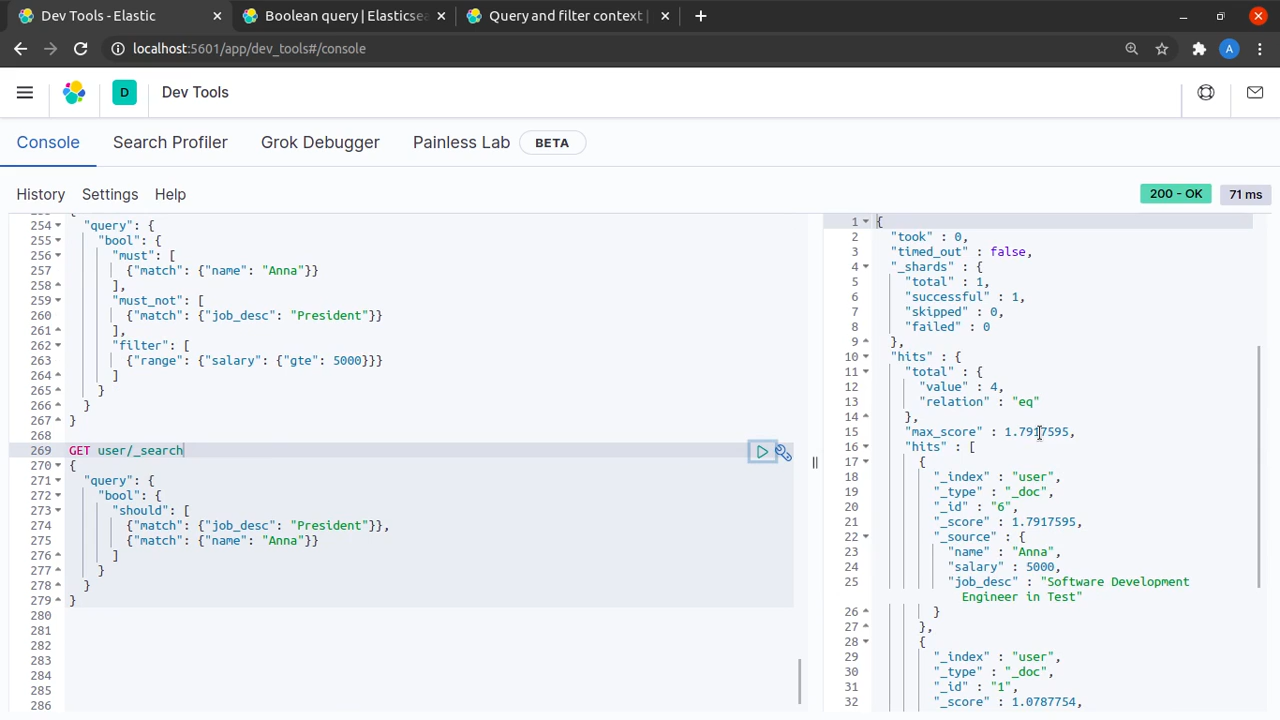 Dev Tools - Elastic
Boolean query | Elasticsea
Query and filter context |
localhost:5601/app/dev_tools#/console
A
D
Dev Tools
Console
Search Profiler
Grok Debugger
Painless Lab
BETA
History
Settings
Help
200 - OK
71 ms
{
254 "query": {
255 "bool": {
256 "must": [
257 {"match": {"name": "Anna"}}
258 ],
259 "must_not": [
260 {"match": {"job_desc": "President"}}
261 ],
262 "filter": [
263 {"range": {"salary": {"gte": 5000}}}
264 ]
265 }
266 }
267 }
268
269 GET user/_search
270 {
271 "query": {
272 "bool": {
273 "should": [
274 {"match": {"job_desc": "President"}},
275 {"match": {"name": "Anna"}}
276 ]
277 }
278 }
279 }
280
281
282
283
284
285
286
1 {
2 "took" : 0,
3 "timed_out" : false,
4 "_shards" : {
5 "total" : 1,
6 "successful" : 1,
7 "skipped" : 0,
8 "failed" : 0
9 },
10 "hits" : {
11 "total" : {
12 "value" : 4,
13 "relation" : "eq"
14 },
15 "max_score" : 1.7917595,
16 "hits" : [
17 {
18 "_index" : "user",
19 "_type" : "_doc",
20 "_id" : "6",
21 "_score" : 1.7917595,
22 "_source" : {
23 "name" : "Anna",
24 "salary" : 5000,
25 "job_desc" : "Software Development
Engineer in Test"
26 }
27 },
28 {
29 "_index" : "user",
30 "_type" : "_doc",
31 "_id" : "1",
32 "_score" : 1.0787754,